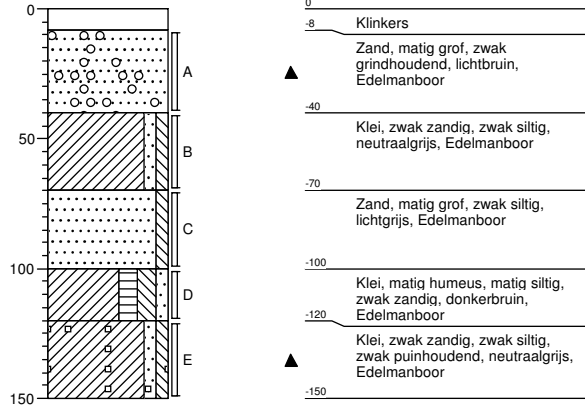 0
50
100
150
A
B
C
D
E
0
-8
Klinkers
Zand, matig grof, zwak
grindhoudend, lichtbruin,
Edelmanboor
-40
Klei, zwak zandig, zwak siltig,
neutraalgrijs, Edelmanboor
-70
Zand, matig grof, zwak siltig,
lichtgrijs, Edelmanboor
-100
Klei, matig humeus, matig siltig,
zwak zandig, donkerbruin,
Edelmanboor
-120
Klei, zwak zandig, zwak siltig,
zwak puinhoudend, neutraalgrijs,
Edelmanboor
-150